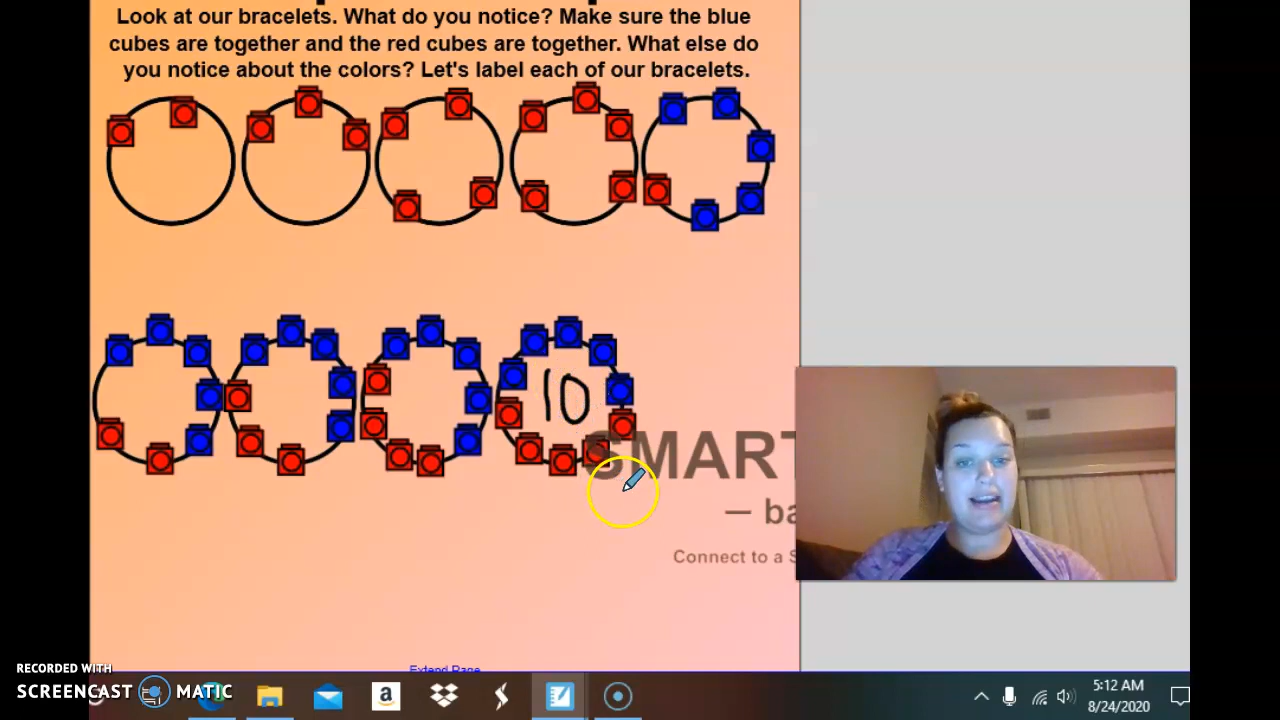 Look at our bracelets. What do you notice? Make sure the blue
cubes are together and the red cubes are together. What else do
you notice about the colors? Let's label each of our bracelets.
10
SMART
— ba
Connect to a S
Extend Page
RECORDED WITH
SCREENCAST MATIC
5:12 AM
8/24/2020